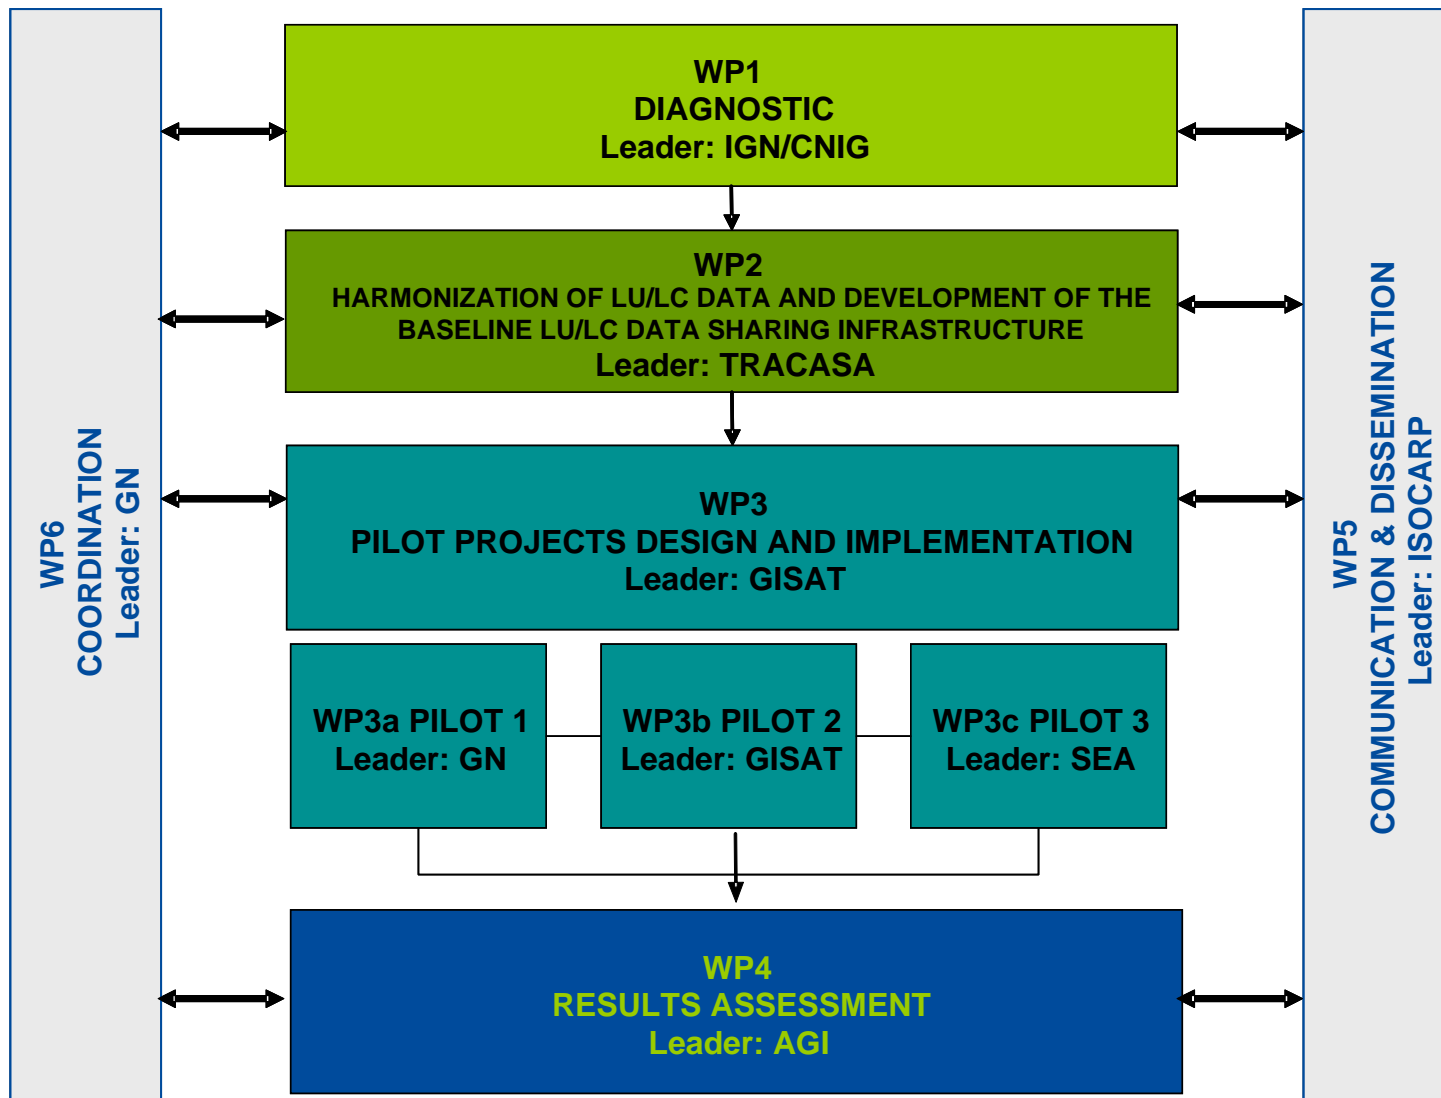 WP6
COORDINATION
Leader: GN
WP1
DIAGNOSTIC
Leader: IGN/CNIG
WP2
HARMONIZATION OF LU/LC DATA AND DEVELOPMENT OF THE
BASELINE LU/LC DATA SHARING INFRASTRUCTURE
Leader: TRACASA
WP3
PILOT PROJECTS DESIGN AND IMPLEMENTATION
Leader: GISAT
WP3a PILOT 1
Leader: GN
WP3b PILOT 2
Leader: GISAT
WP3c PILOT 3
Leader: SEA
WP4
RESULTS ASSESSMENT
Leader: AGI
WP5
COMMUNICATION & DISSEMINATION
Leader: ISOCARP